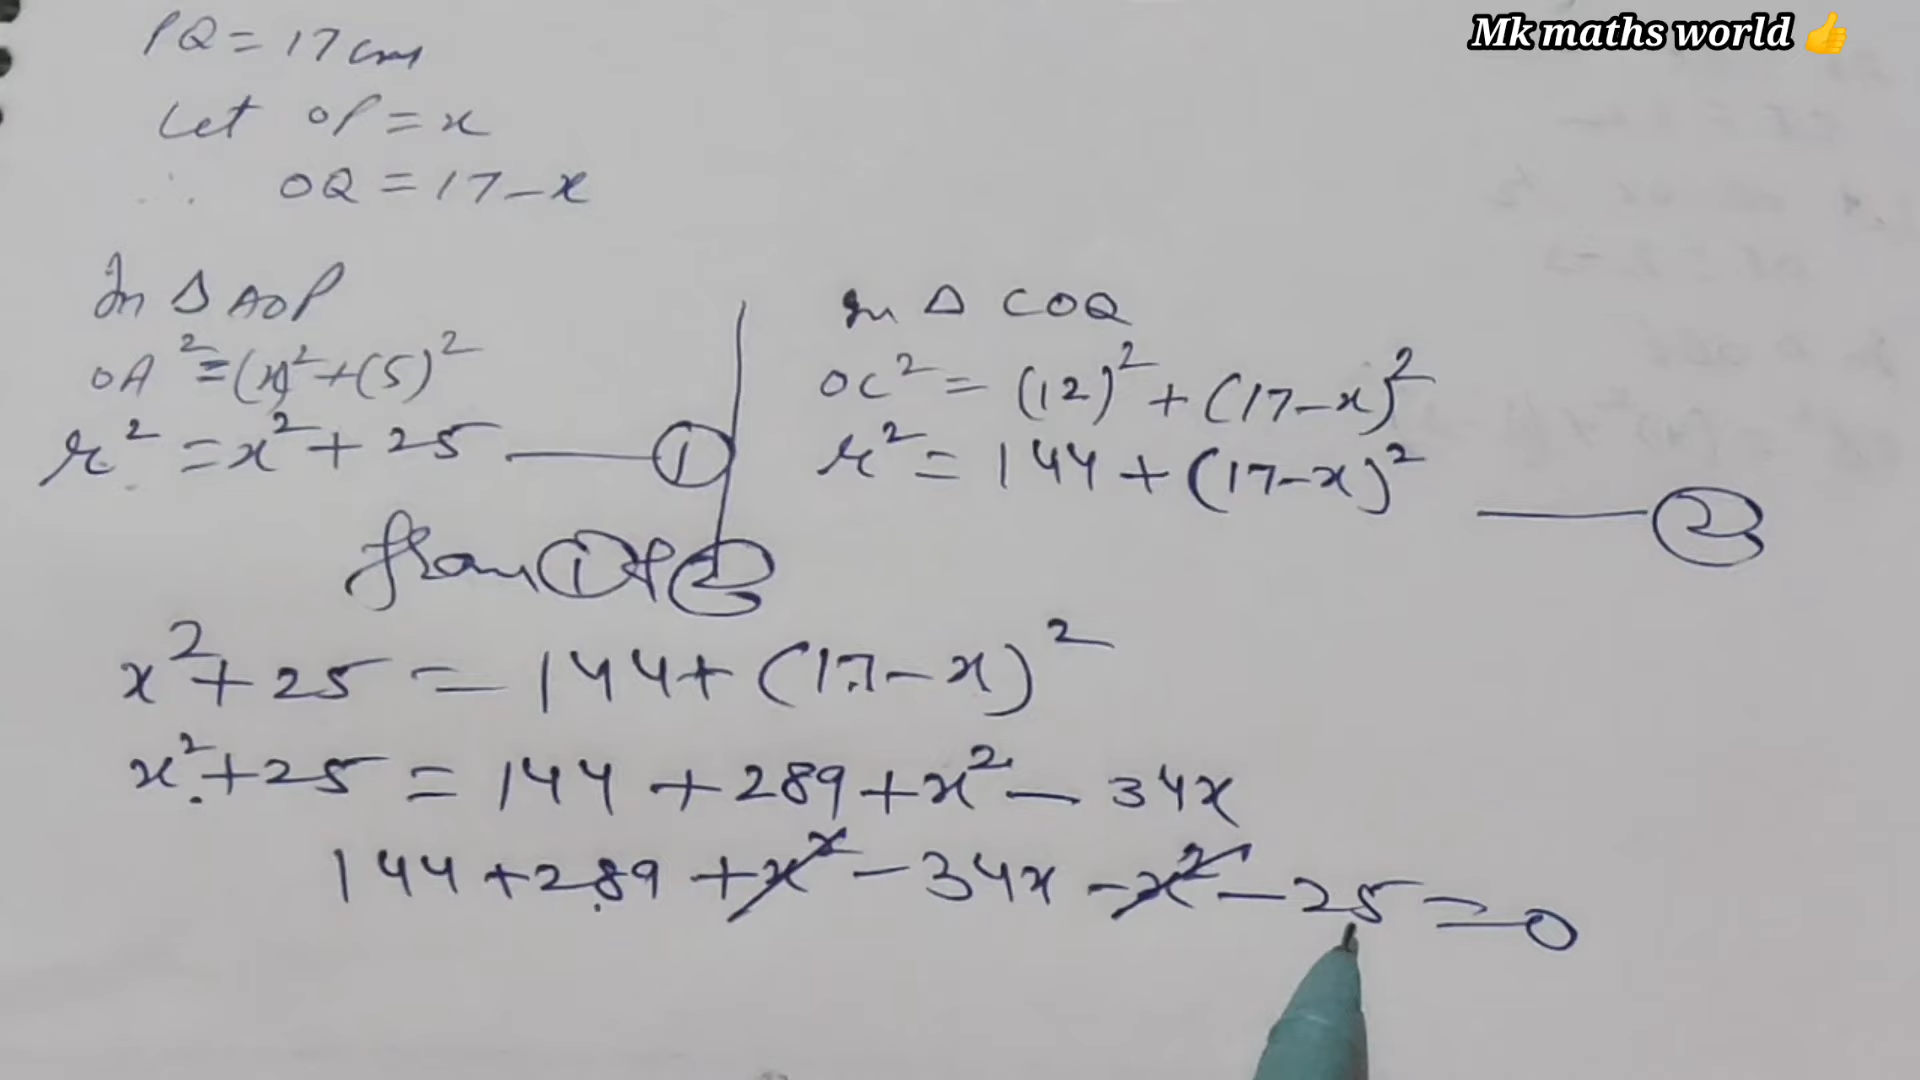 Mk maths world 👍
PQ = 17 cm
Let OP = x
∴ OQ = 17 - x
In Δ AOP
OA² = (x)² + (5)²
r² = x² + 25 —— ①
In Δ COQ
OC² = (12)² + (17-x)²
r² = 144 + (17-x)² —— ②
from ① & ②
x² + 25 = 144 + (17-x)²
x² + 25 = 144 + 289 + x² - 34x
144 + 289 + x² - 34x - x² - 25 = 0